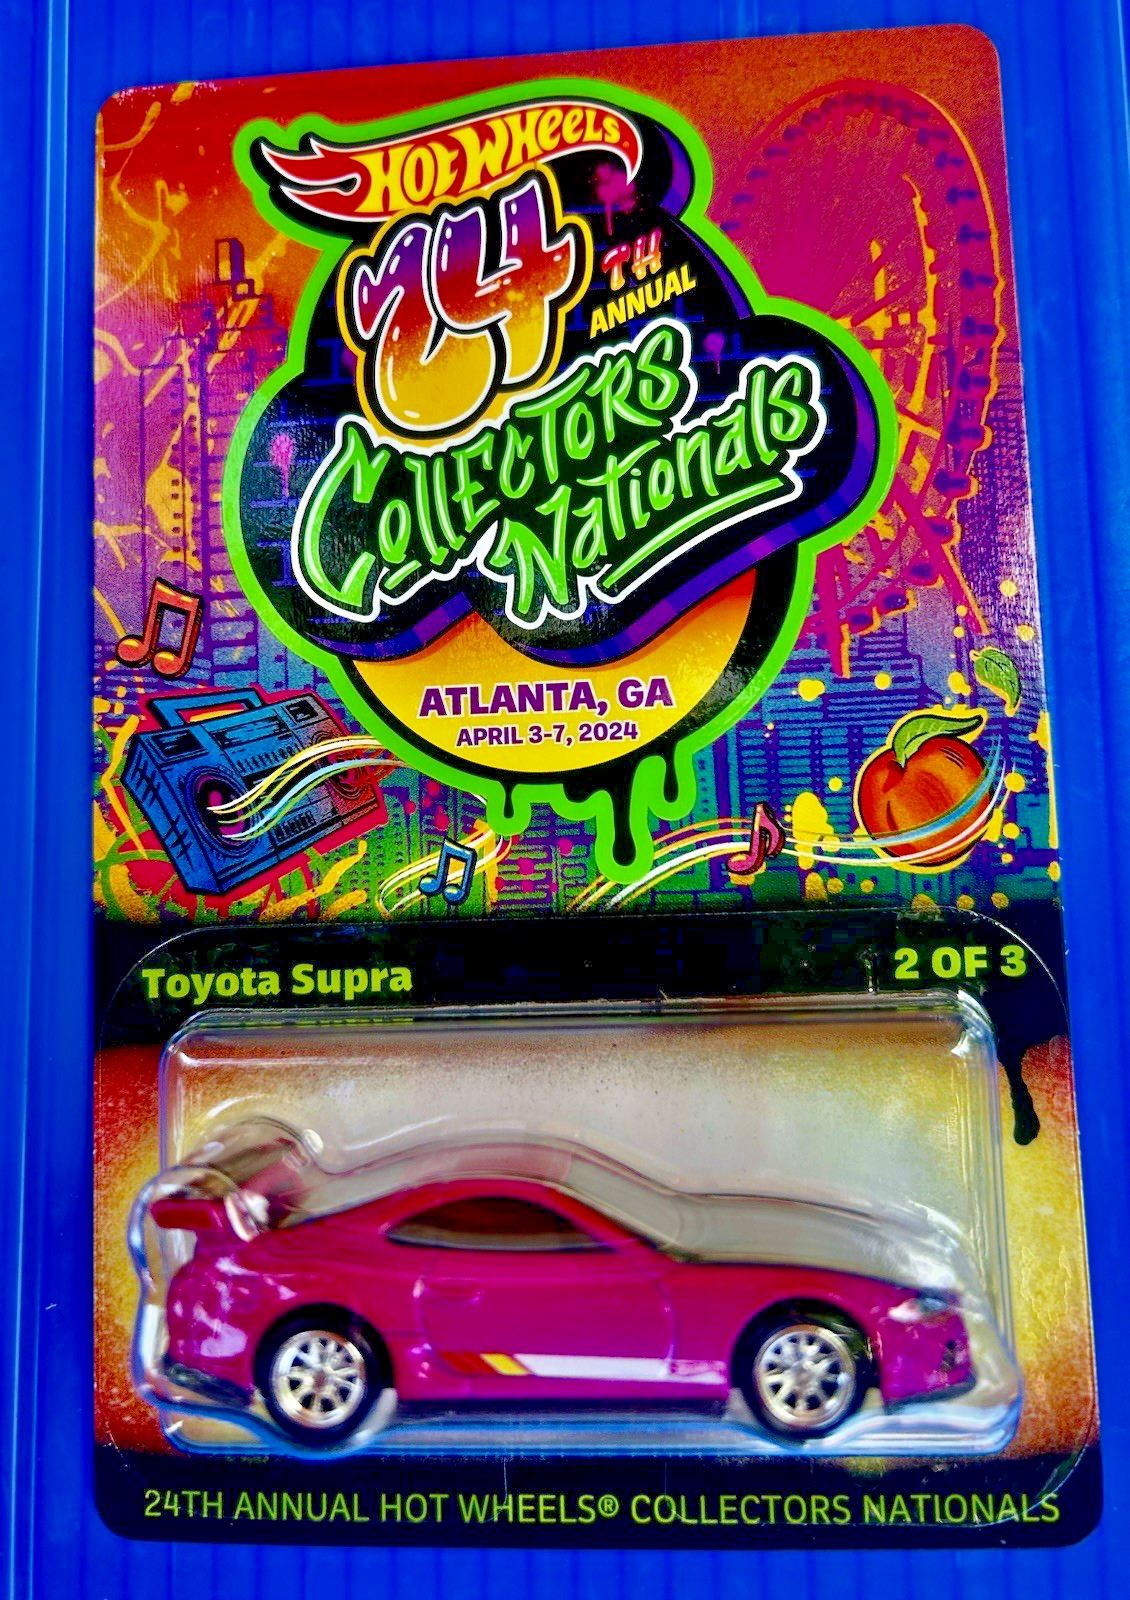 HOT WHEELS
24 TH
ANNUAL
COLLECTORS
NATIONALS
ATLANTA, GA
APRIL 3-7, 2024
Toyota Supra
2 OF 3
24TH ANNUAL HOT WHEELS® COLLECTORS NATIONALS